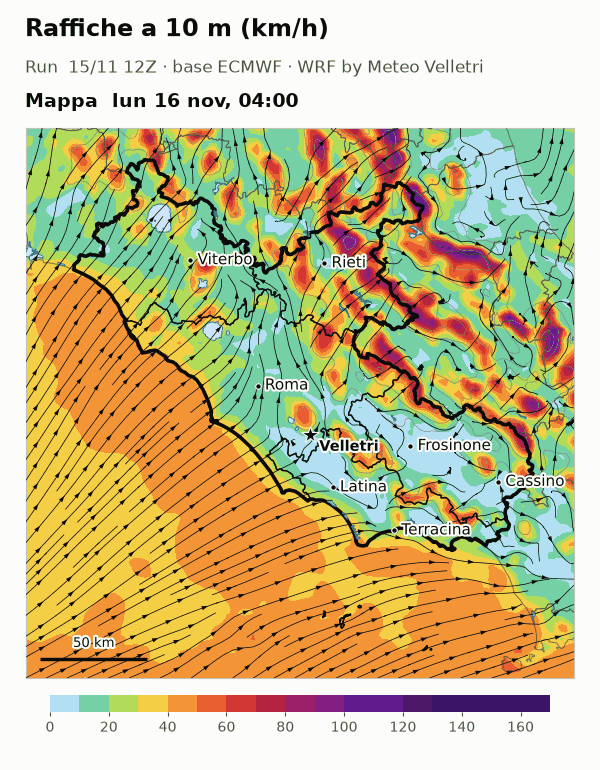 Raffiche a 10 m (km/h)
Run  15/11 12Z · base ECMWF · WRF by Meteo Velletri
Mappa  lun 16 nov, 04:00
Viterbo
Rieti
Roma
Velletri
Frosinone
Cassino
Latina
Terracina
50 km
0 20 40 60 80 100 120 140 160